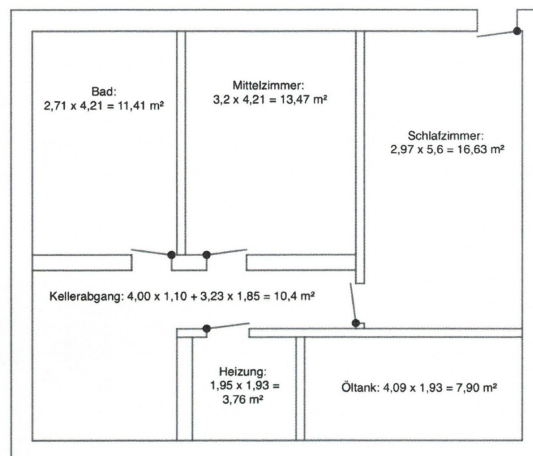 Bad:
2,71 x 4,21 = 11,41 m²
Mittelzimmer:
3,2 x 4,21 = 13,47 m²
Schlafzimmer:
2,97 x 5,6 = 16,63 m²
Kellerabgang: 4,00 x 1,10 + 3,23 x 1,85 = 10,4 m²
Heizung:
1,95 x 1,93 =
3,76 m²
Öltank: 4,09 x 1,93 = 7,90 m²